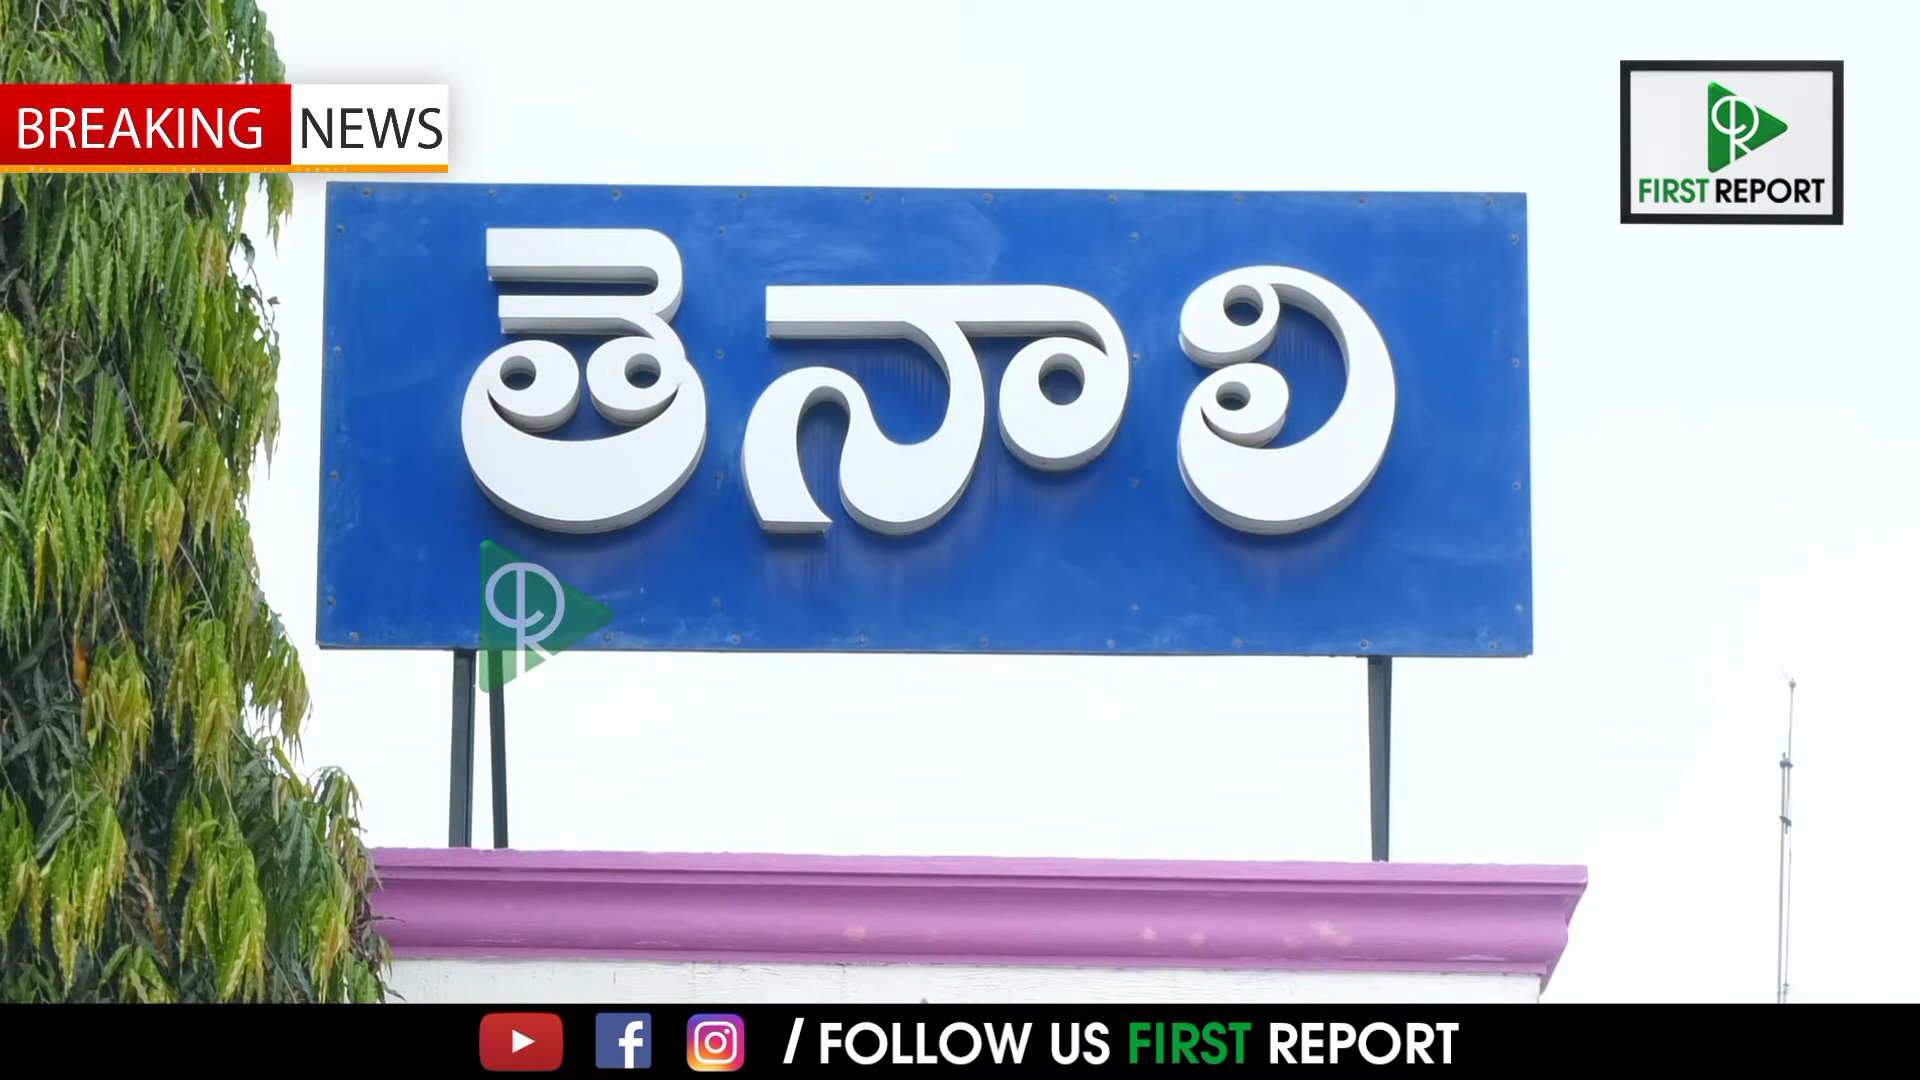 BREAKING NEWS
FIRST REPORT
తెనాలి
/ FOLLOW US FIRST REPORT